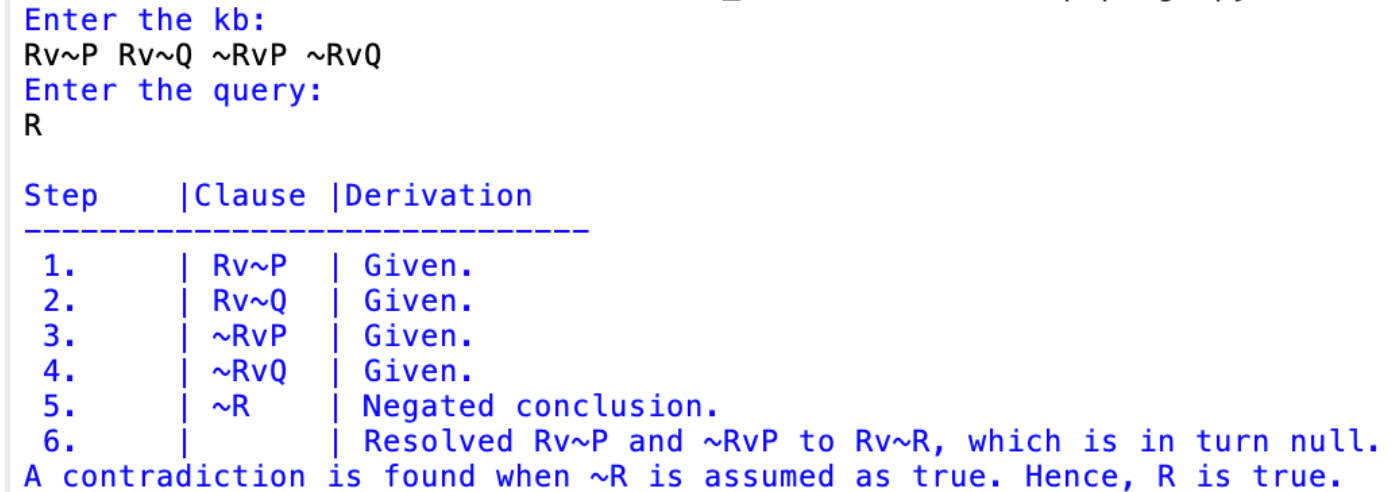 Enter the kb:
Rv~P Rv~Q ~RvP ~RvQ
Enter the query:
R
Step |Clause |Derivation
------------------------------
1. | Rv~P | Given.
2. | Rv~Q | Given.
3. | ~RvP | Given.
4. | ~RvQ | Given.
5. | ~R | Negated conclusion.
6. | | Resolved Rv~P and ~RvP to Rv~R, which is in turn null.
A contradiction is found when ~R is assumed as true. Hence, R is true.